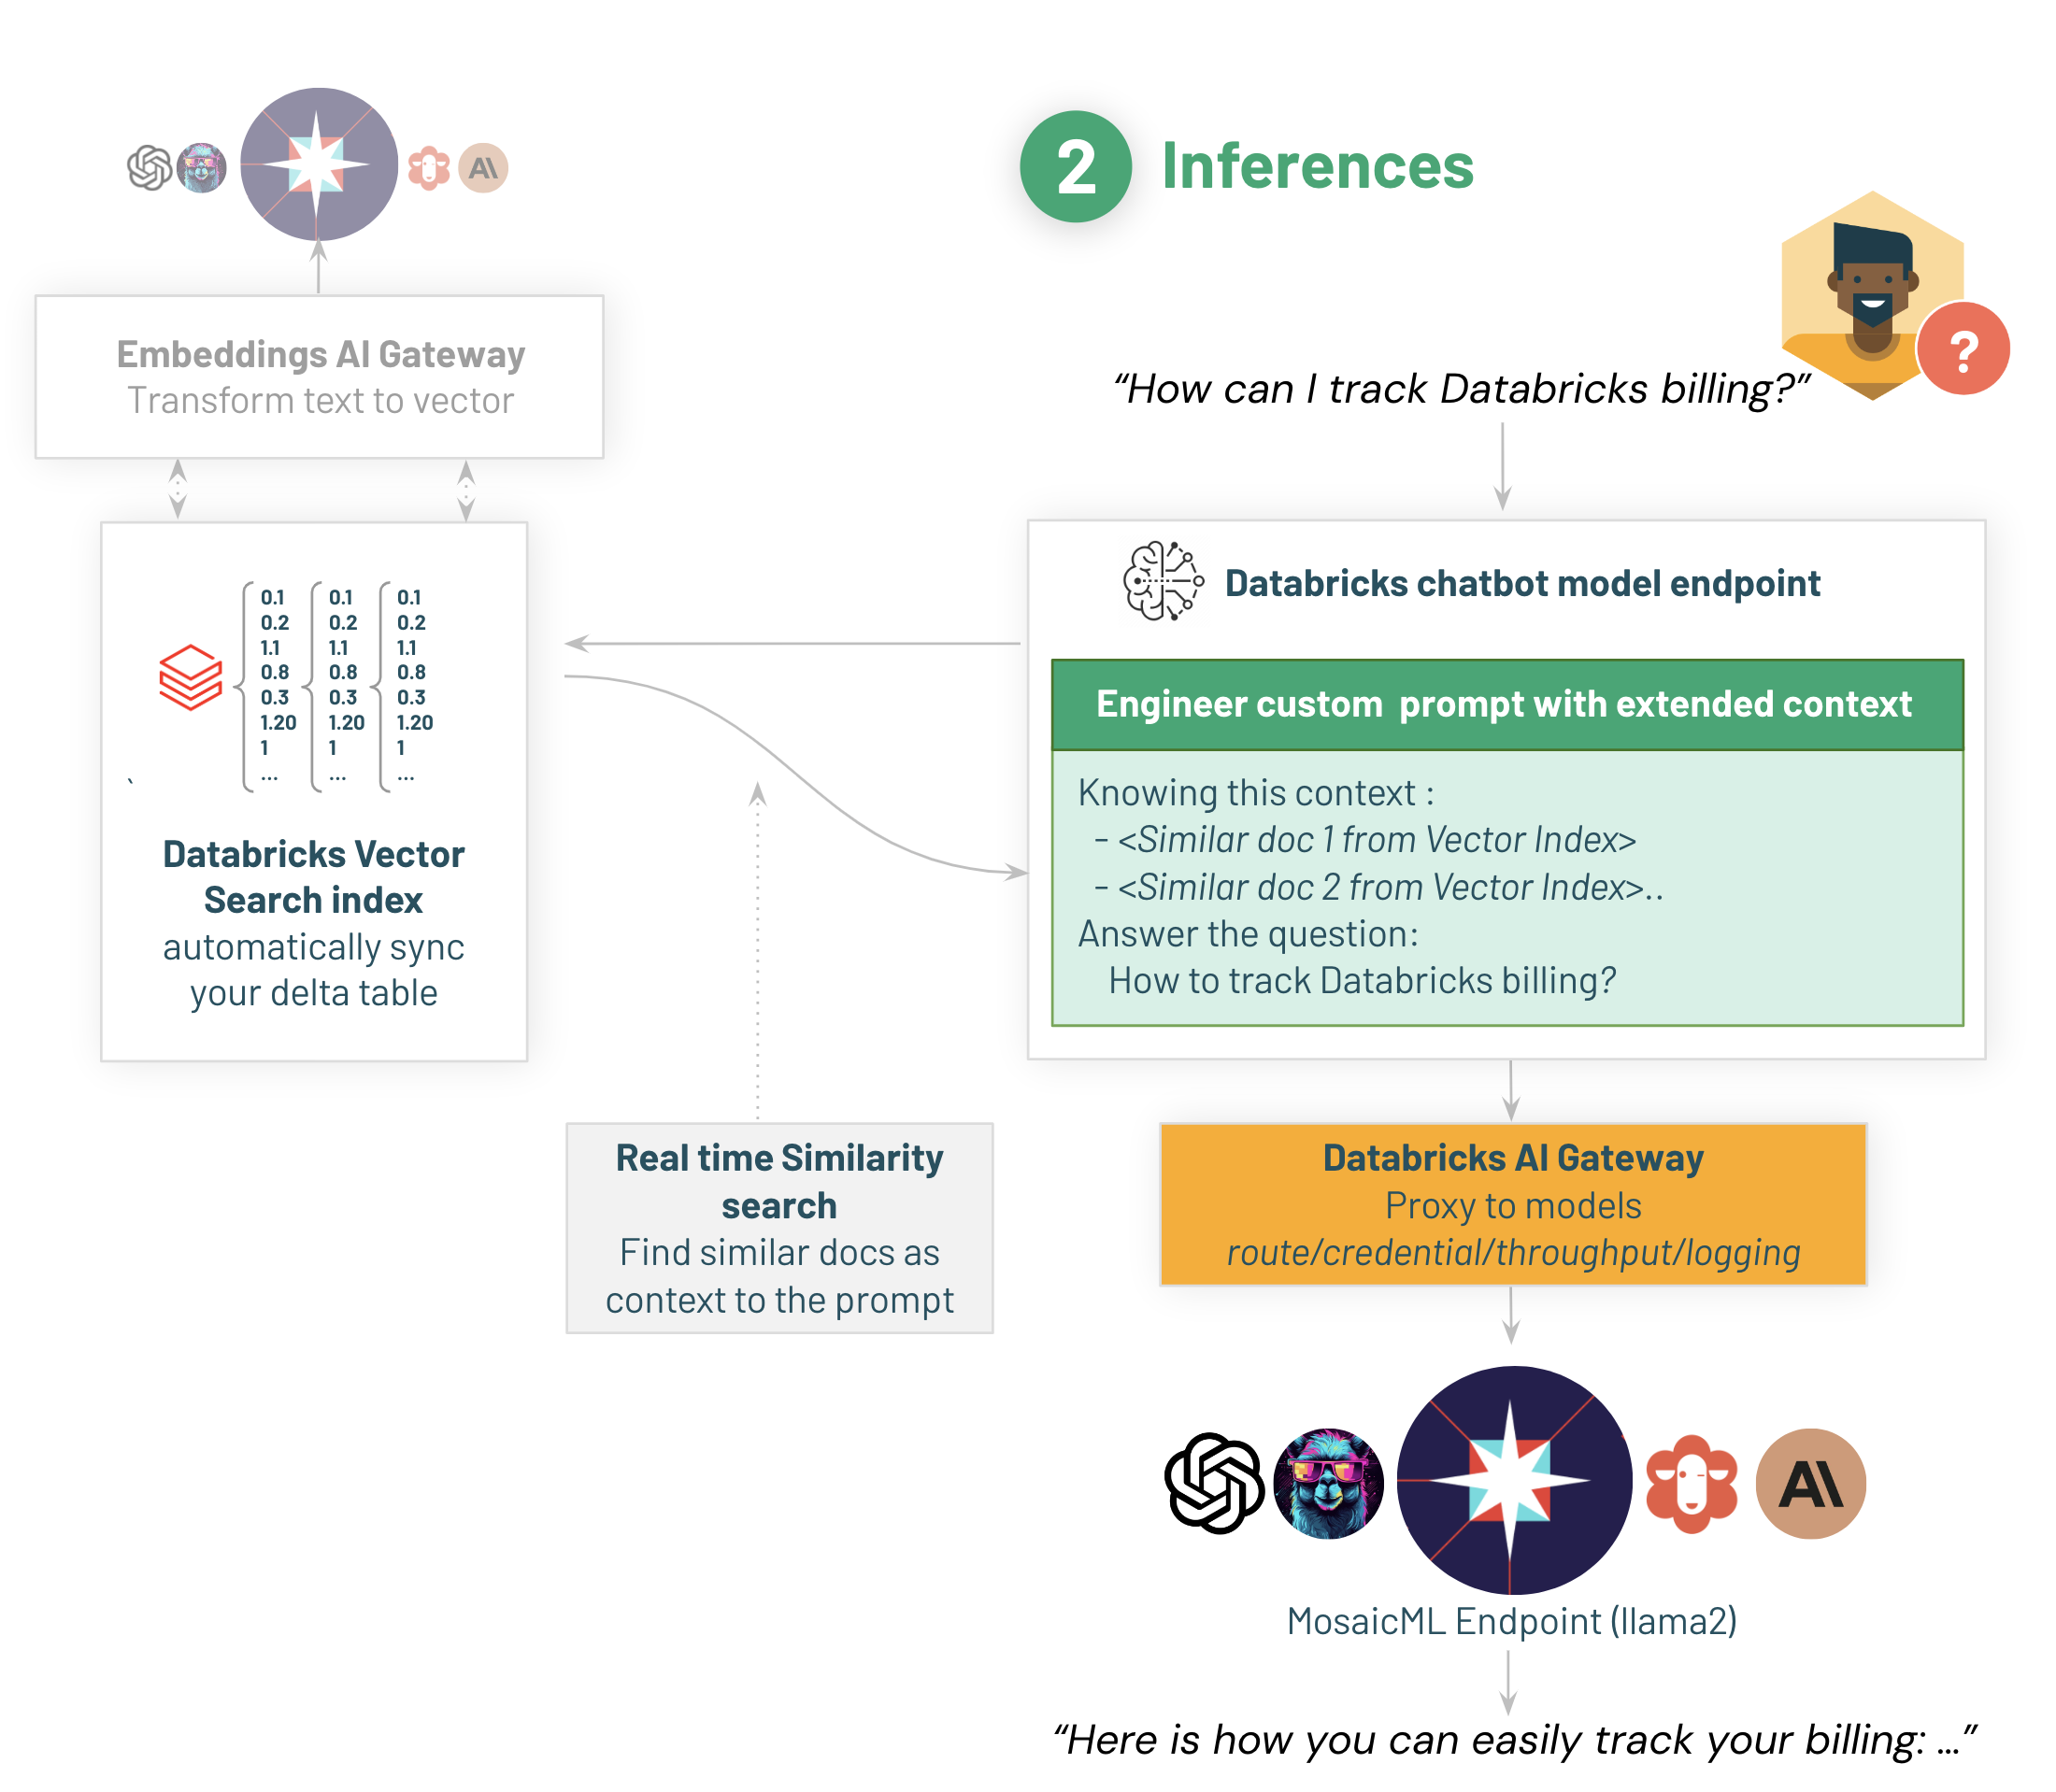 2 Inferences
Embeddings AI Gateway
Transform text to vector
“How can I track Databricks billing?”
?
0.1 0.1 0.1
0.2 0.2 0.2
1.1 1.1 1.1
0.8 0.8 0.8
0.3 0.3 0.3
1.20 1.20 1.20
1 1 1
... ... ...
`
Databricks Vector
Search index
automatically sync
your delta table
Databricks chatbot model endpoint
Engineer custom  prompt with extended context
Knowing this context :
- <Similar doc 1 from Vector Index>
- <Similar doc 2 from Vector Index>..
Answer the question:
How to track Databricks billing?
Real time Similarity
search
Find similar docs as
context to the prompt
Databricks AI Gateway
Proxy to models
route/credential/throughput/logging
MosaicML Endpoint (llama2)
“Here is how you can easily track your billing: ...”